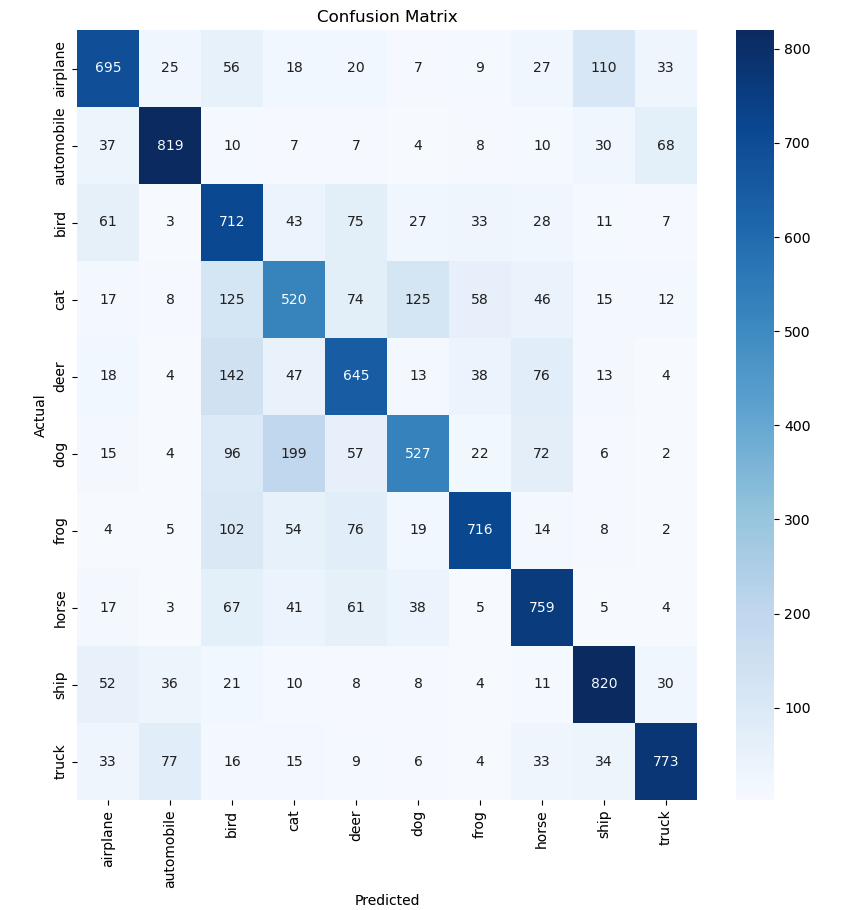 Confusion Matrix
airplane 695 25 56 18 20 7 9 27 110 33
automobile 37 819 10 7 7 4 8 10 30 68
bird 61 3 712 43 75 27 33 28 11 7
cat 17 8 125 520 74 125 58 46 15 12
deer 18 4 142 47 645 13 38 76 13 4
dog 15 4 96 199 57 527 22 72 6 2
frog 4 5 102 54 76 19 716 14 8 2
horse 17 3 67 41 61 38 5 759 5 4
ship 52 36 21 10 8 8 4 11 820 30
truck 33 77 16 15 9 6 4 33 34 773
Actual
airplane automobile bird cat deer dog frog horse ship truck
Predicted
800
700
600
500
400
300
200
100